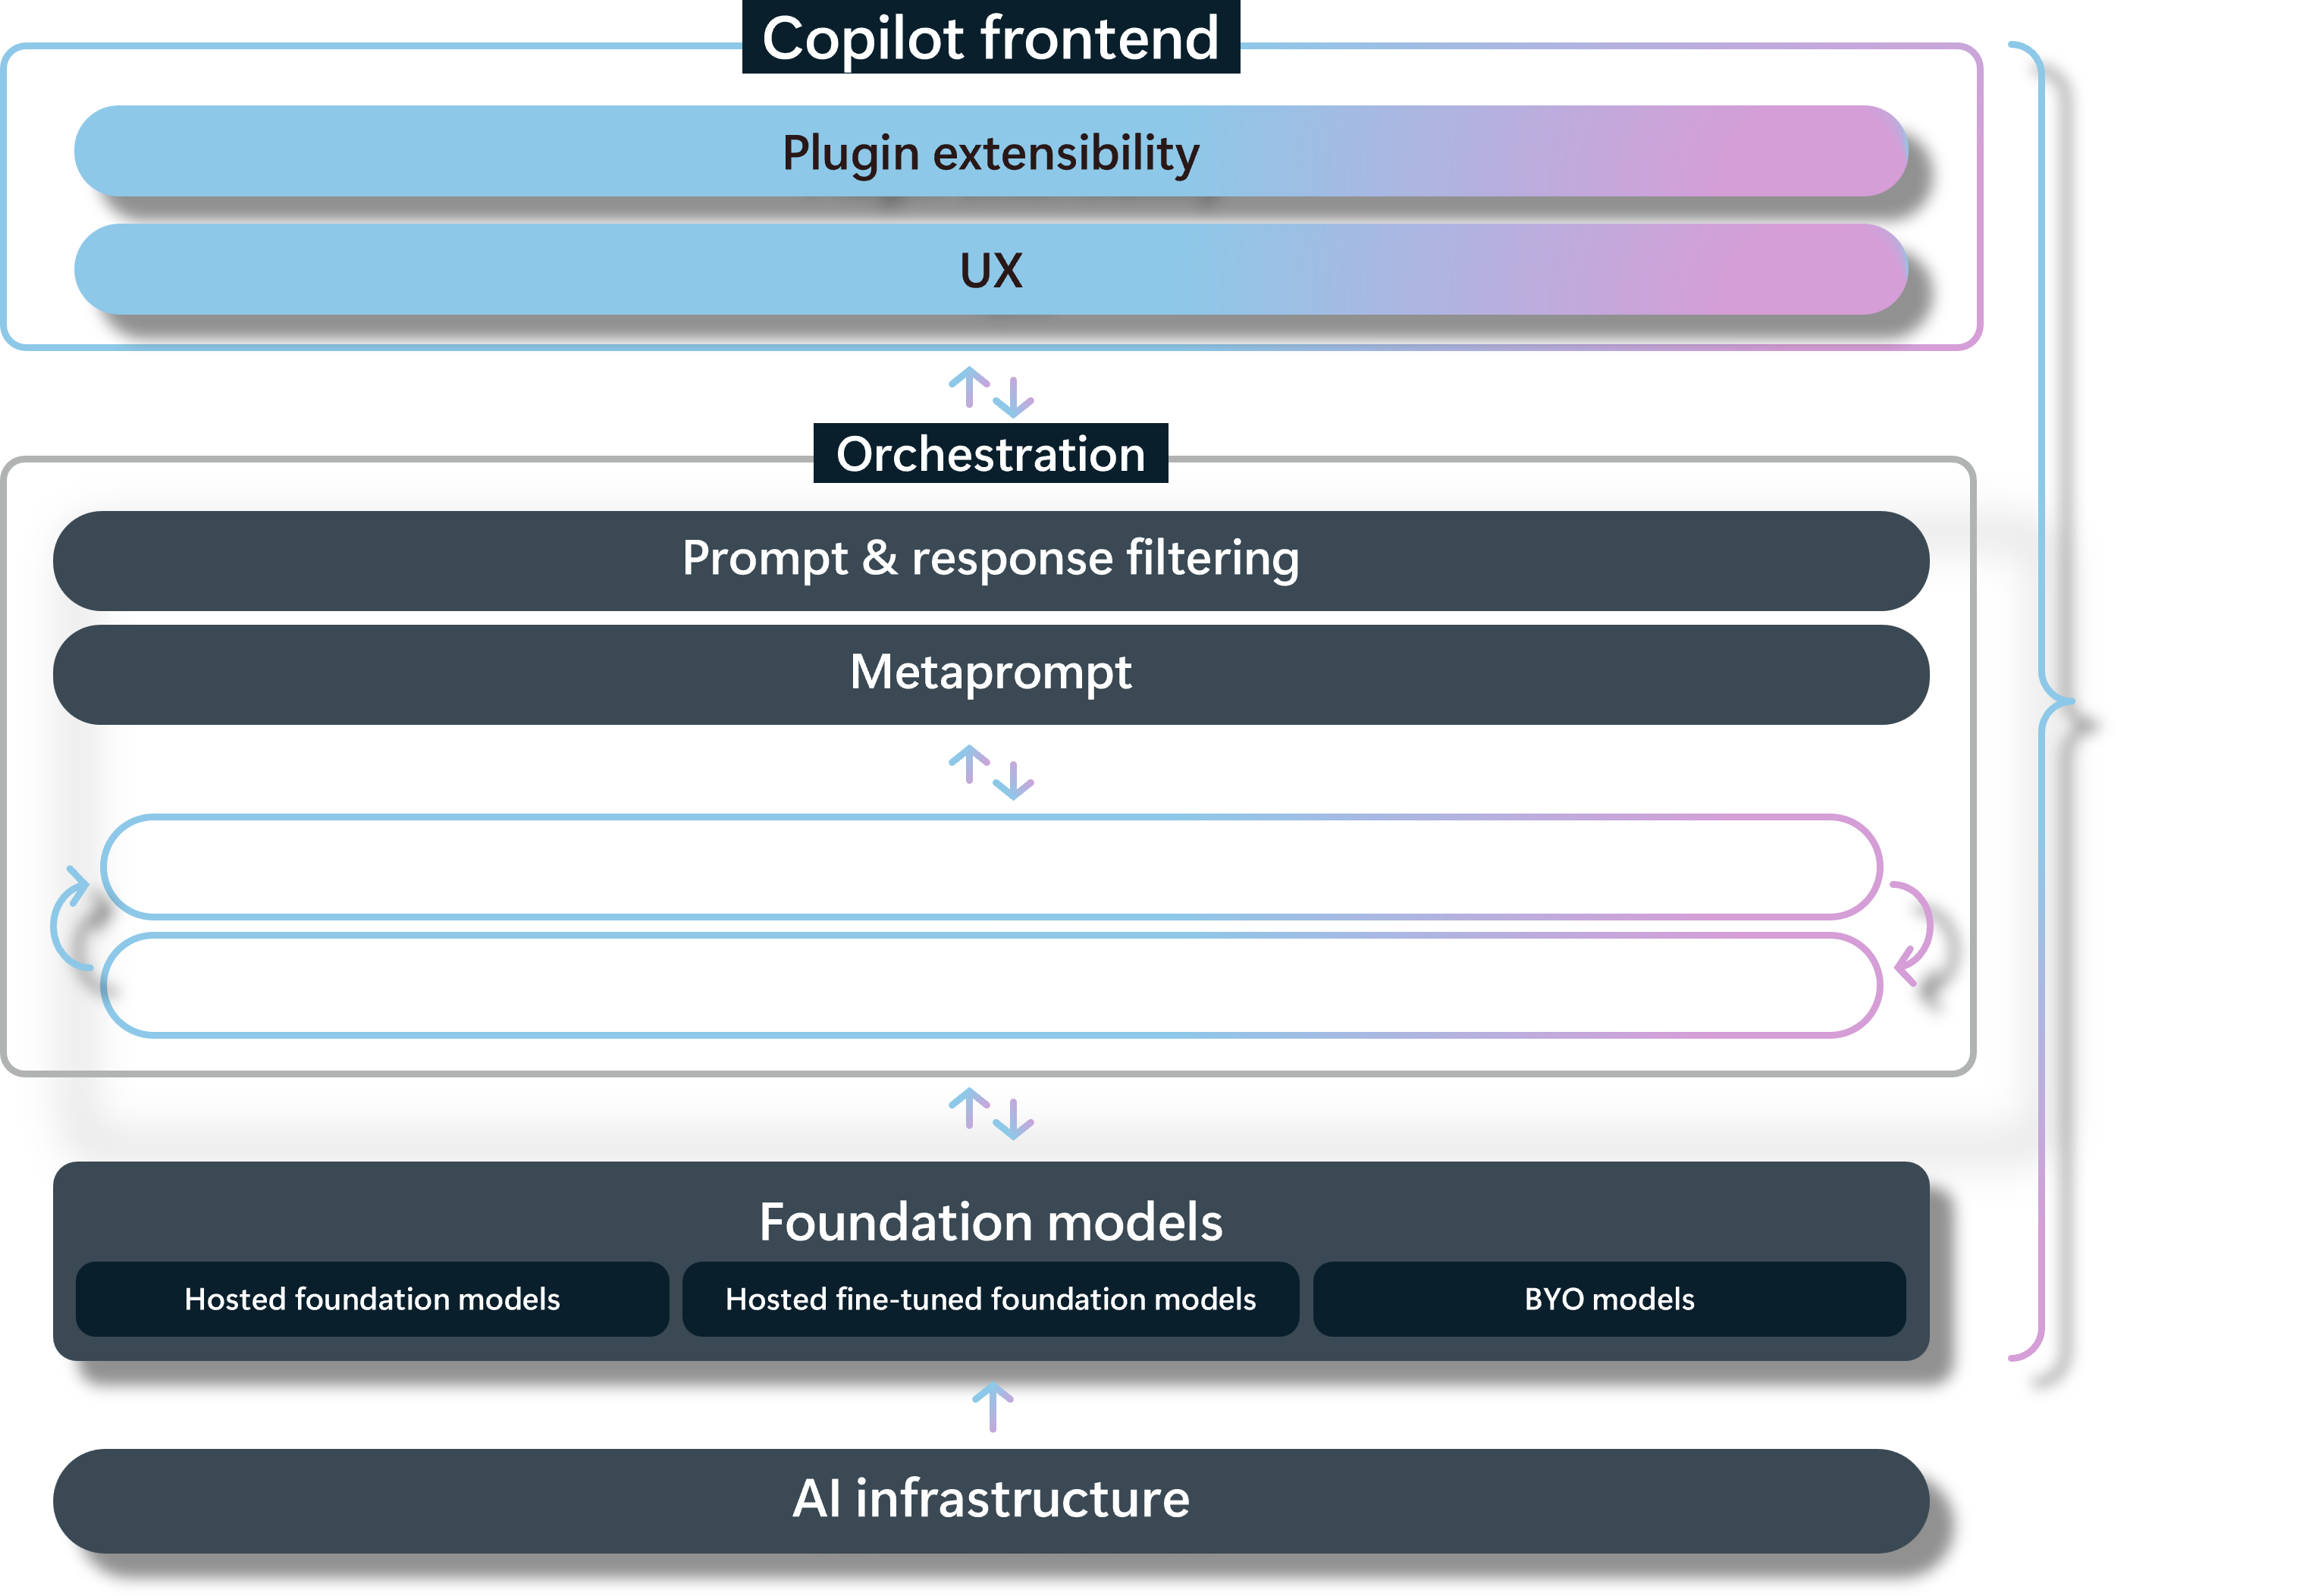 Copilot frontend
Plugin extensibility
UX
Orchestration
Prompt & response filtering
Metaprompt
Foundation models
Hosted foundation models
Hosted fine-tuned foundation models
BYO models
AI infrastructure